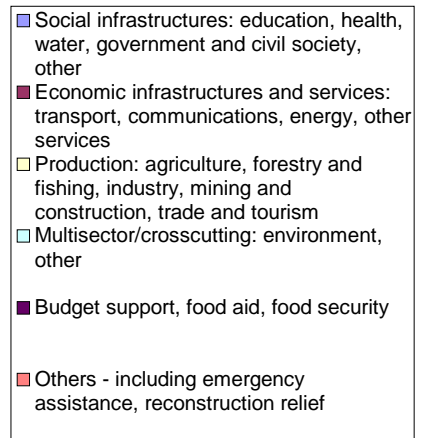 Social infrastructures: education, health,
water, government and civil society,
other
Economic infrastructures and services:
transport, communications, energy, other
services
Production: agriculture, forestry and
fishing, industry, mining and
construction, trade and tourism
Multisector/crosscutting: environment,
other
Budget support, food aid, food security
Others - including emergency
assistance, reconstruction relief